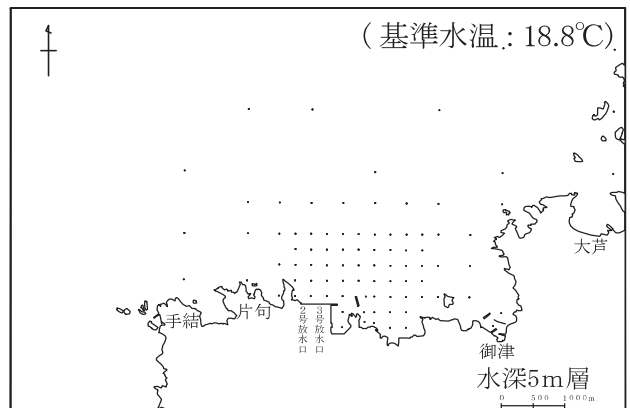 (基準水温:18.8℃)
大芦
片句
手結
2号放水口
3号放水口
御津
水深5m層
0 500 1000m